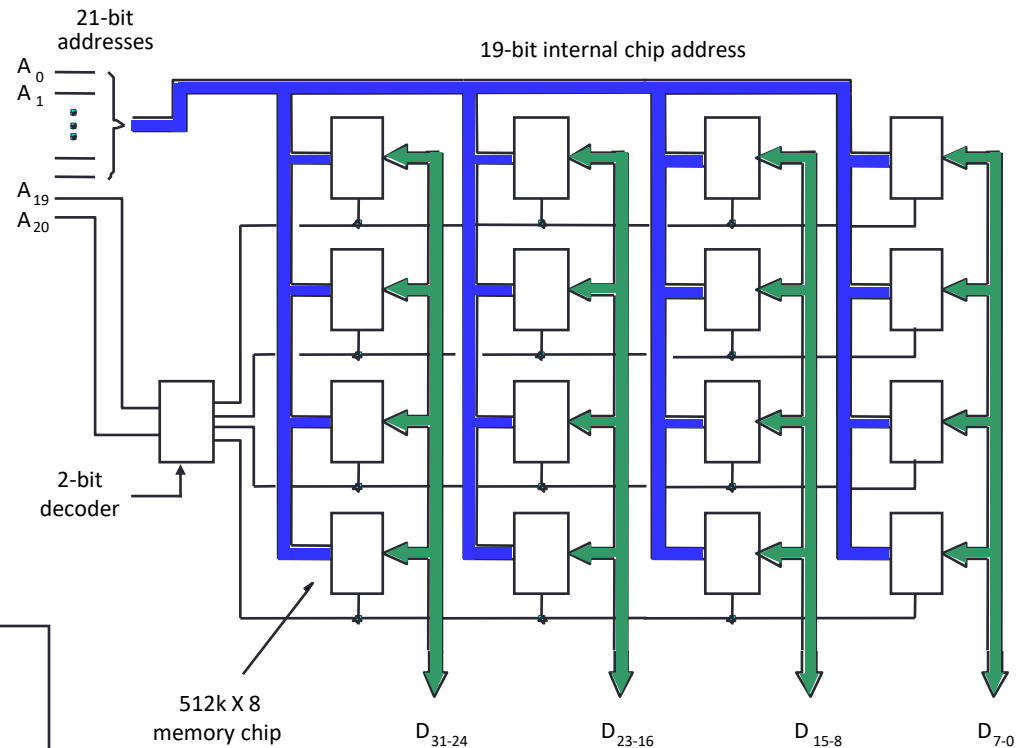 21-bit
addresses
19-bit internal chip address
A0
A1
A19
A20
2-bit
decoder
512k X 8
memory chip
D31-24
D23-16
D15-8
D7-0